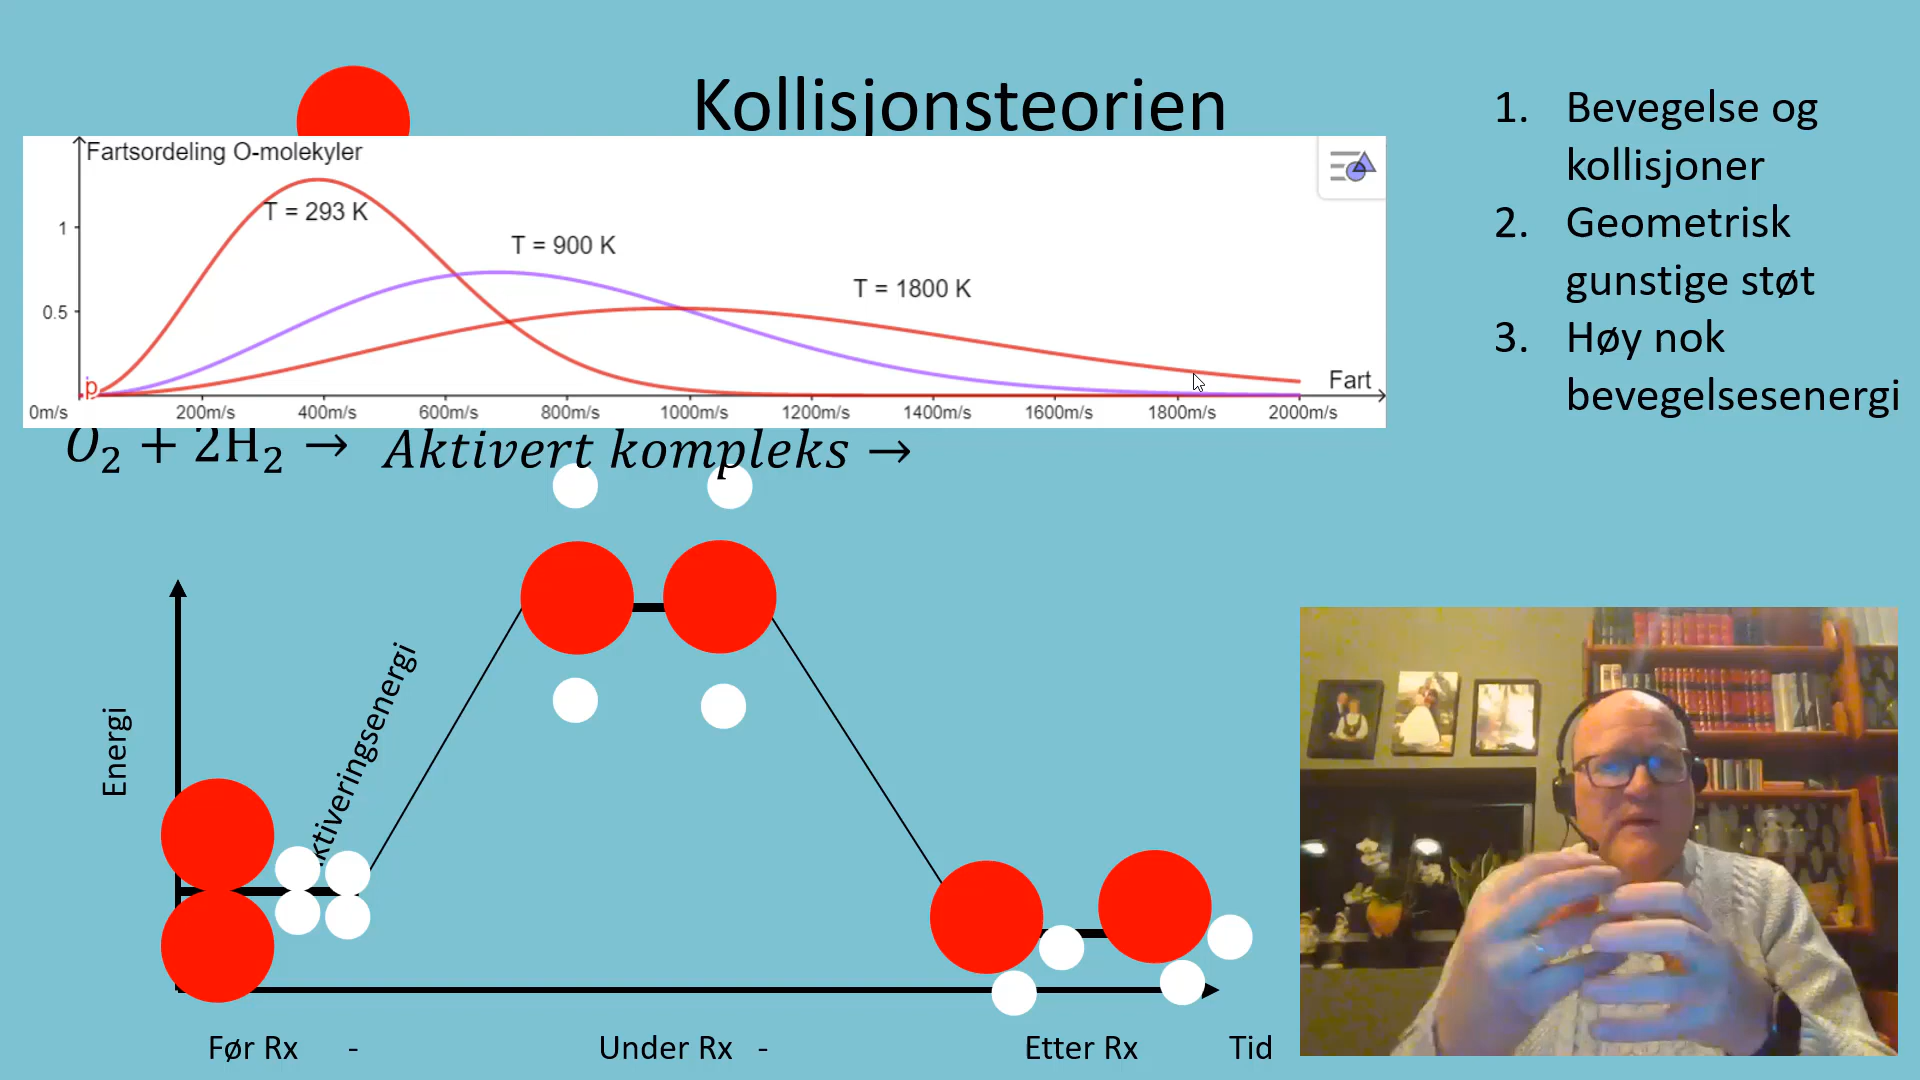 Kollisjonsteorien
1. Bevegelse og
kollisjoner
2. Geometrisk
gunstige støt
3. Høy nok
bevegelsesenergi
Fartsordeling O-molekyler
T = 293 K
T = 900 K
T = 1800 K
1
0.5
p
Fart
0m/s 200m/s 400m/s 600m/s 800m/s 1000m/s 1200m/s 1400m/s 1600m/s 1800m/s 2000m/s
O₂ + 2H₂ → Aktivert kompleks →
Energi
ktiveringsenergi
Før Rx - Under Rx - Etter Rx Tid